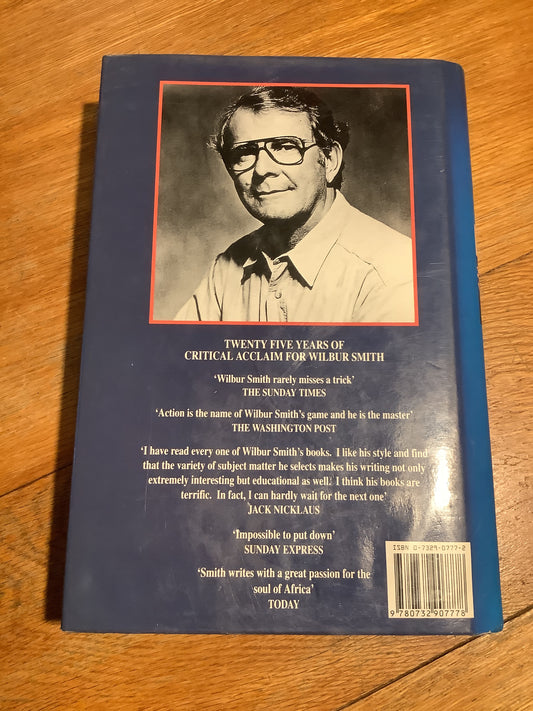 TWENTY FIVE YEARS OF
CRITICAL ACCLAIM FOR WILBUR SMITH
‘Wilbur Smith rarely misses a trick’
THE SUNDAY TIMES
‘Action is the name of Wilbur Smith’s game and he is the master’
THE WASHINGTON POST
‘I have read every one of Wilbur Smith’s books. I like his style and find
that the variety of subject matter he selects makes his writing not only
extremely interesting but educational as well. I think his books are
terrific. In fact, I can hardly wait for the next one’
JACK NICKLAUS
‘Impossible to put down’
SUNDAY EXPRESS
‘Smith writes with a great passion for the
soul of Africa’
TODAY
ISBN 0-7329-0777-2
9 780732 907778